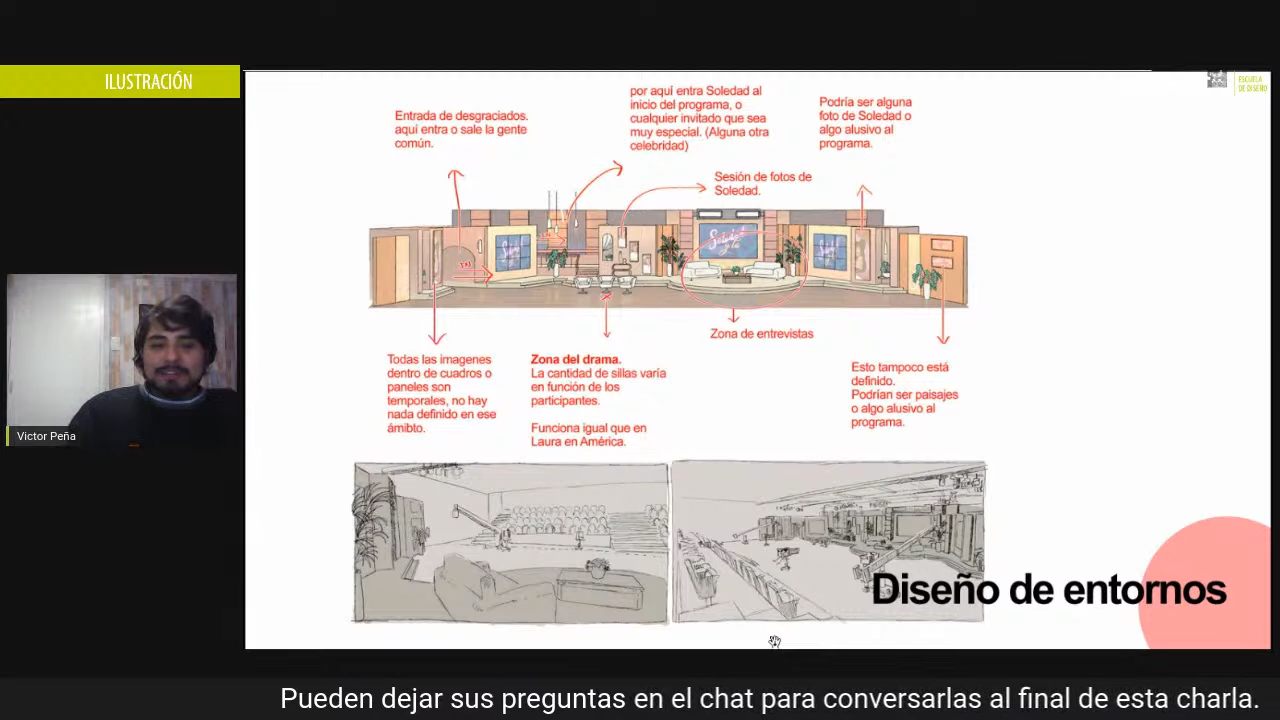 ILUSTRACIÓN
ESCUELA
DE DISEÑO
Entrada de desgraciados.
aquí entra o sale la gente
común.
por aquí entra Soledad al
inicio del programa, o
cualquier invitado que sea
muy especial. (Alguna otra
celebridad)
Podría ser alguna
foto de Soledad o
algo alusivo al
programa.
Sesión de fotos de
Soledad.
Zona de entrevistas
Todas las imagenes
dentro de cuadros o
paneles son
temporales, no hay
nada definido en ese
ámbito.
Zona del drama.
La cantidad de sillas varía
en función de los
participantes.
Funciona igual que en
Laura en América.
Esto tampoco está
definido.
Podrían ser paisajes
o algo alusivo al
programa.
Victor Peña
Diseño de entornos
Pueden dejar sus preguntas en el chat para conversarlas al final de esta charla.